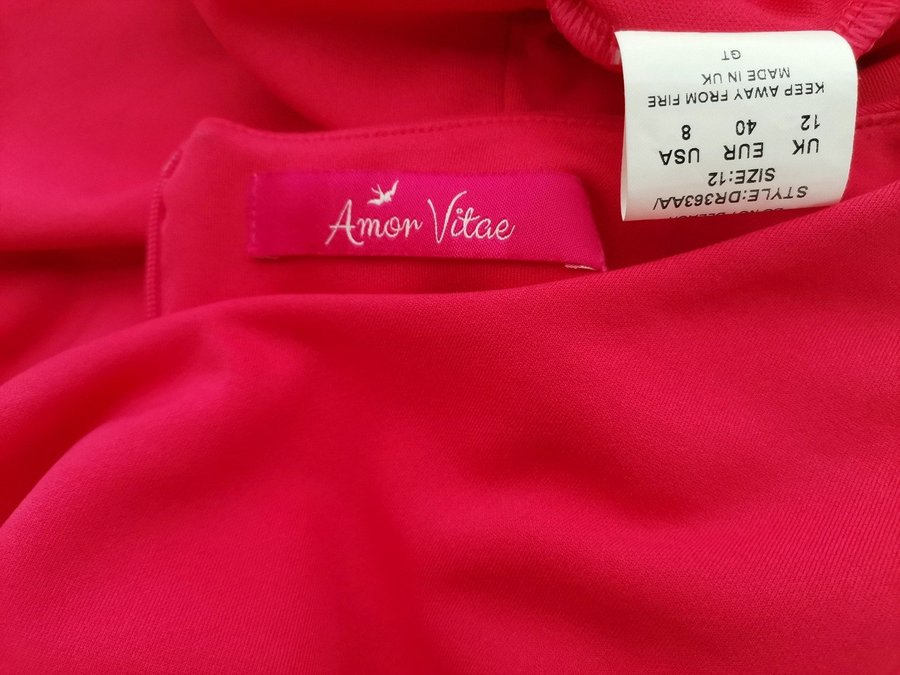 Amor Vitae
STYLE:DR363AA/
SIZE:12
UK EUR USA
12 40 8
KEEP AWAY FROM FIRE
MADE IN UK
GT